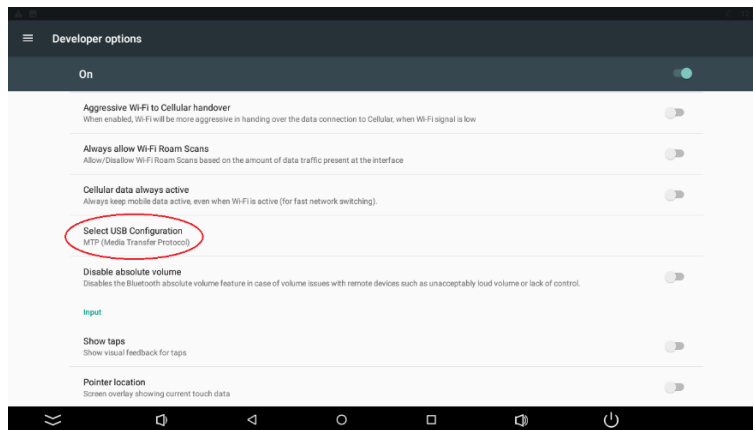 Developer options
On
Aggressive Wi-Fi to Cellular handover
When enabled, Wi-Fi will be more aggressive in handing over the data connection to Cellular, when Wi-Fi signal is low
Always allow Wi-Fi Roam Scans
Allow/Disallow Wi-Fi Roam Scans based on the amount of data traffic present at the interface
Cellular data always active
Always keep mobile data active, even when Wi-Fi is active (for fast network switching).
Select USB Configuration
MTP (Media Transfer Protocol)
Disable absolute volume
Disables the Bluetooth absolute volume feature in case of volume issues with remote devices such as unacceptably loud volume or lack of control.
Input
Show taps
Show visual feedback for taps
Pointer location
Screen overlay showing current touch data